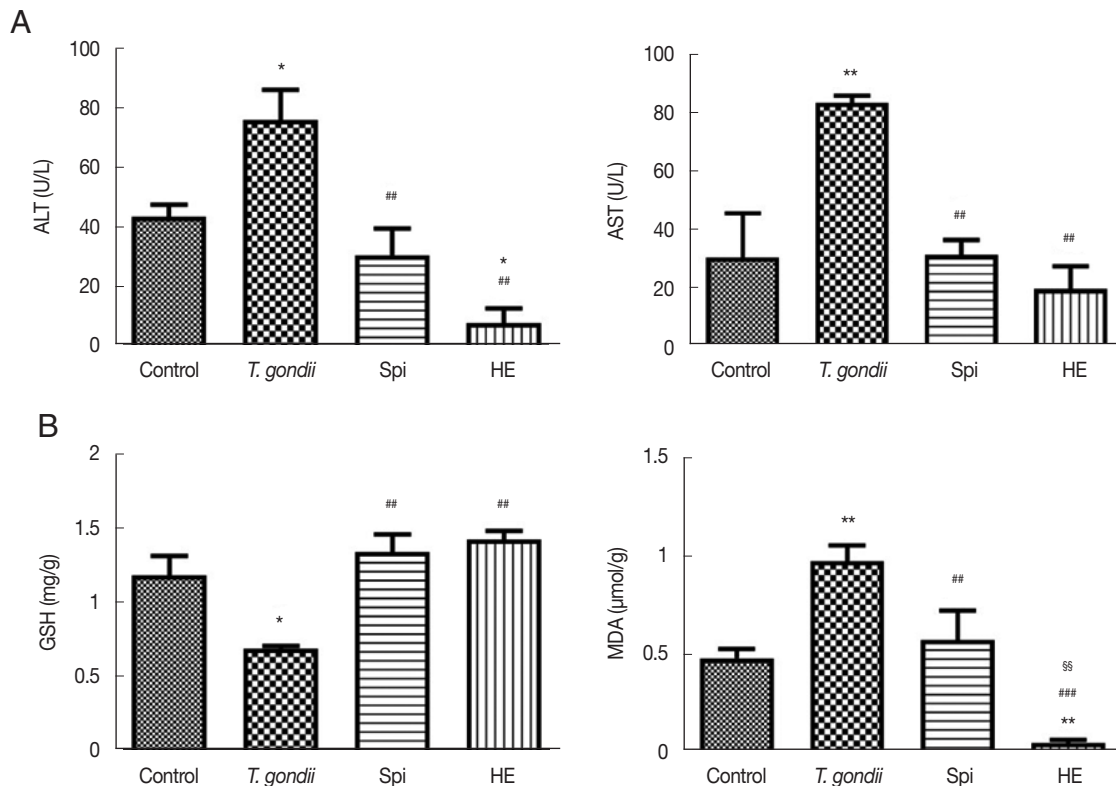 A
ALT (U/L)
100
80
60
40
20
0
*
##
*
##
Control
T. gondii
Spi
HE
AST (U/L)
100
80
60
40
20
0
**
##
##
Control
T. gondii
Spi
HE
B
GSH (mg/g)
2
1.5
1
0.5
0
*
##
##
Control
T. gondii
Spi
HE
MDA (µmol/g)
1.5
1
0.5
0
**
##
§§
###
**
Control
T. gondii
Spi
HE